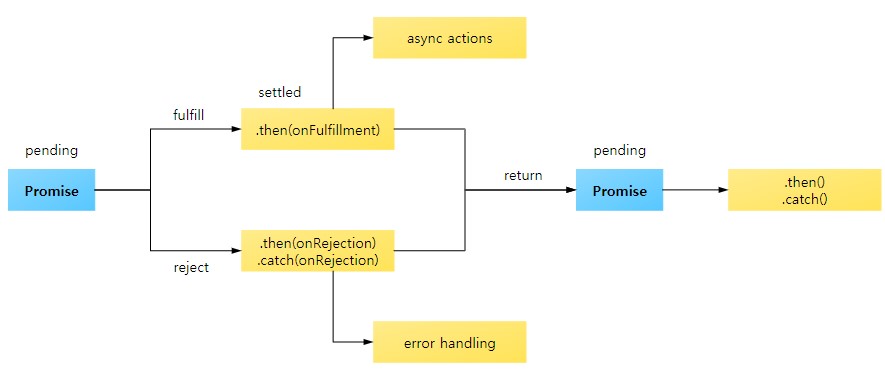 async actions
settled
fulfill
.then(onFulfillment)
pending
Promise
return
pending
Promise
.then()
.catch()
.then(onRejection)
.catch(onRejection)
reject
error handling